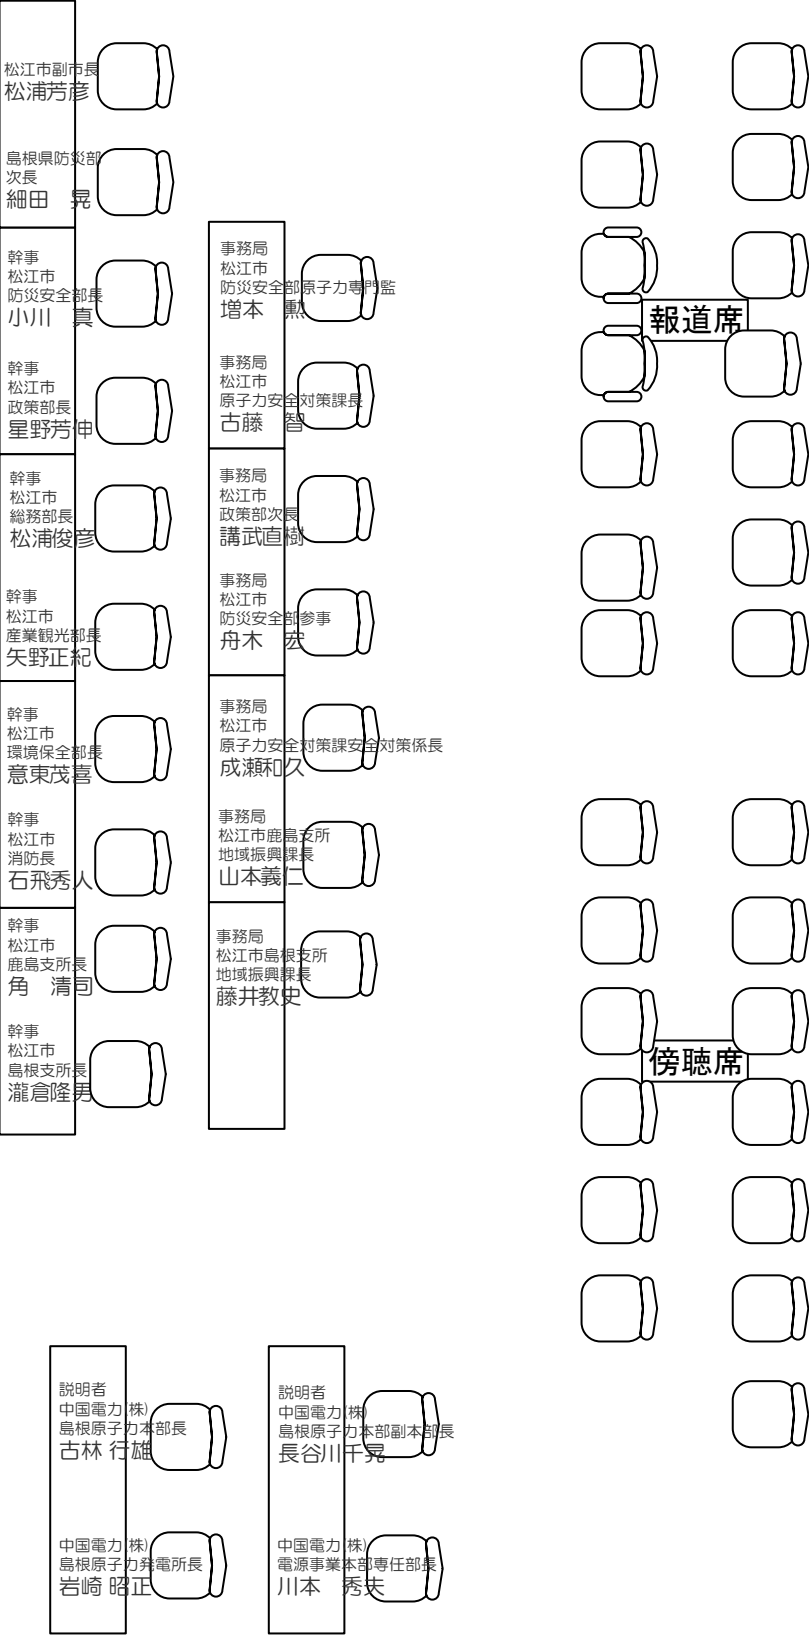 松江市副市長
松浦芳彦
島根県防災部
次長
細田　晃
幹事
松江市
防災安全部長
小川　真
幹事
松江市
政策部長
星野芳伸
幹事
松江市
総務部長
松浦俊彦
幹事
松江市
産業観光部長
矢野正紀
幹事
松江市
環境保全部長
意東茂喜
幹事
松江市
消防長
石飛秀人
幹事
松江市
鹿島支所長
角　清司
幹事
松江市
島根支所長
瀧倉隆男
事務局
松江市
防災安全部原子力専門監
増本　勲
事務局
松江市
原子力安全対策課長
古藤　智
事務局
松江市
政策部次長
講武直樹
事務局
松江市
防災安全部参事
舟木　宏
事務局
松江市
原子力安全対策課安全対策係長
成瀬和久
事務局
松江市鹿島支所
地域振興課長
山本義仁
事務局
松江市島根支所
地域振興課長
藤井教史
報道席
傍聴席
説明者
中国電力(株)
島根原子力本部長
古林 行雄
中国電力(株)
島根原子力発電所長
岩崎 昭正
説明者
中国電力(株)
島根原子力本部副本部長
長谷川千晃
中国電力(株)
電源事業本部専任部長
川本　秀夫